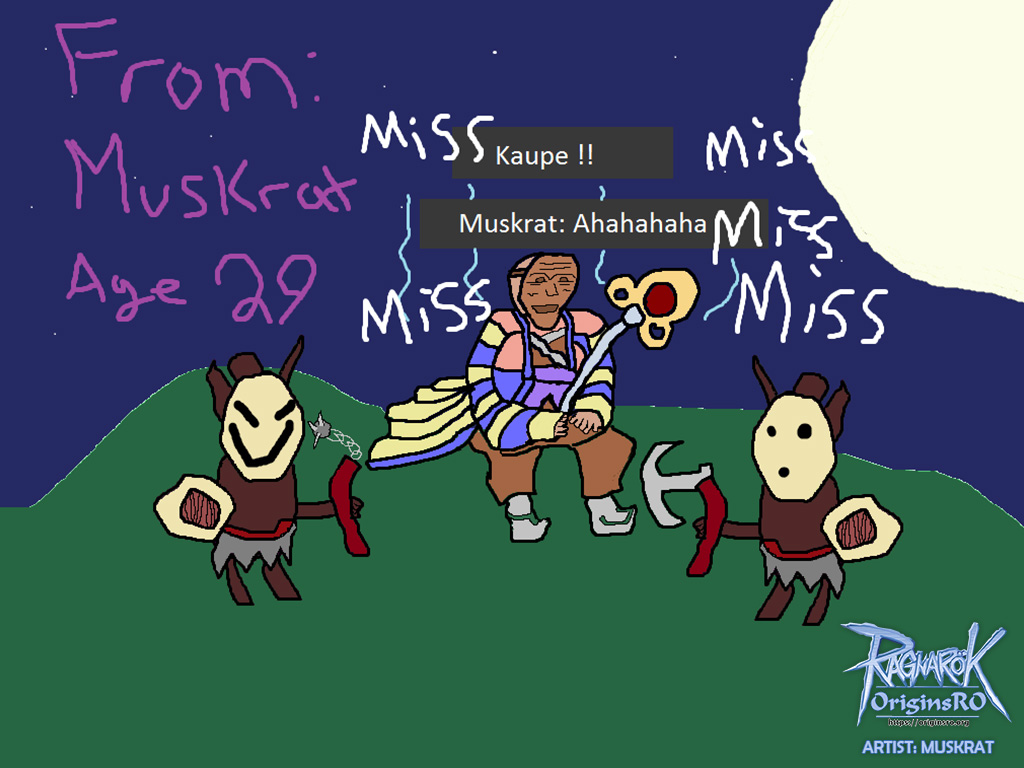 From:
Muskrat
Age 29
Miss
Kaupe !!
Miss
Muskrat: Ahahahaha
Miss
Miss
Miss
RAGNARÖK
OriginsRO
https://originsro.org
ARTIST: MUSKRAT